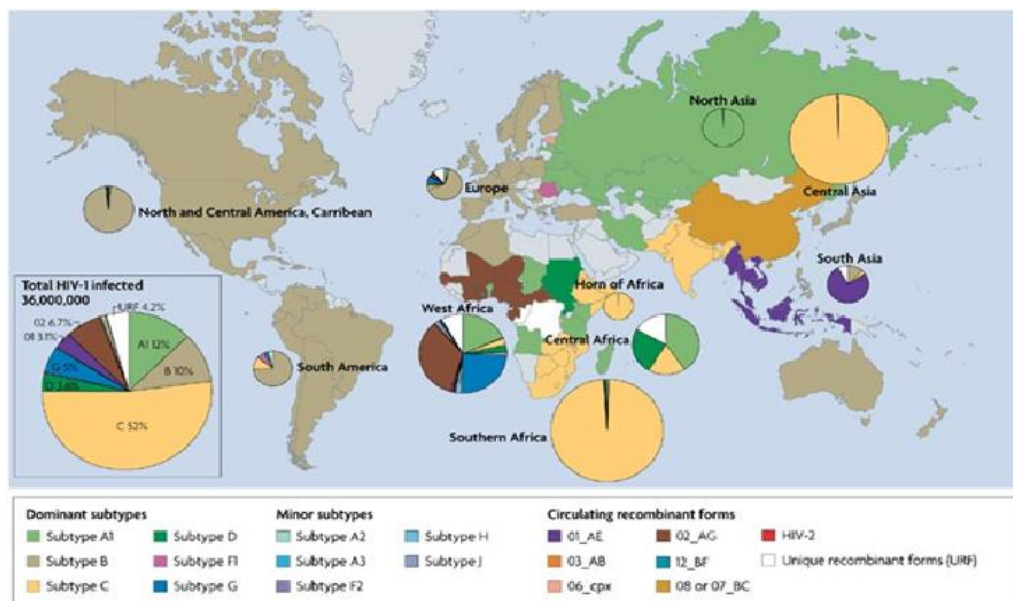 North Asia
Central Asia
Europe
North and Central America, Carribean
South Asia
Horn of Africa
West Africa
Central Africa
South America
Southern Africa
Total HIV-1 infected
36,000,000
URF 4.2%
02 6.7%
01 3.1%
G 5%
D 3.6%
A1 12%
B 10%
C 52%
Dominant subtypes
Subtype A1
Subtype B
Subtype C
Subtype D
Subtype F1
Subtype G
Minor subtypes
Subtype A2
Subtype A3
Subtype F2
Subtype H
Subtype J
Circulating recombinant forms
01_AE
03_AB
06_cpx
02_AG
12_BF
08 or 07_BC
HIV-2
Unique recombinant forms (URF)